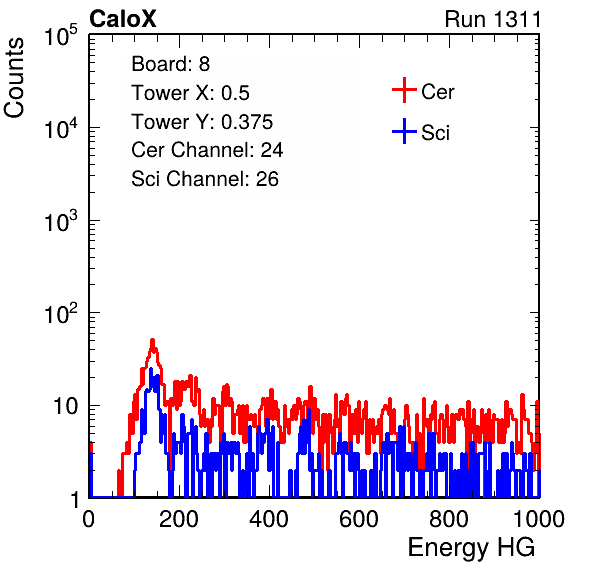 CaloX Run 1311
Counts
10^5
10^4
10^3
10^2
10
1
Board: 8
Tower X: 0.5
Tower Y: 0.375
Cer Channel: 24
Sci Channel: 26
Cer
Sci
0 200 400 600 800 1000
Energy HG